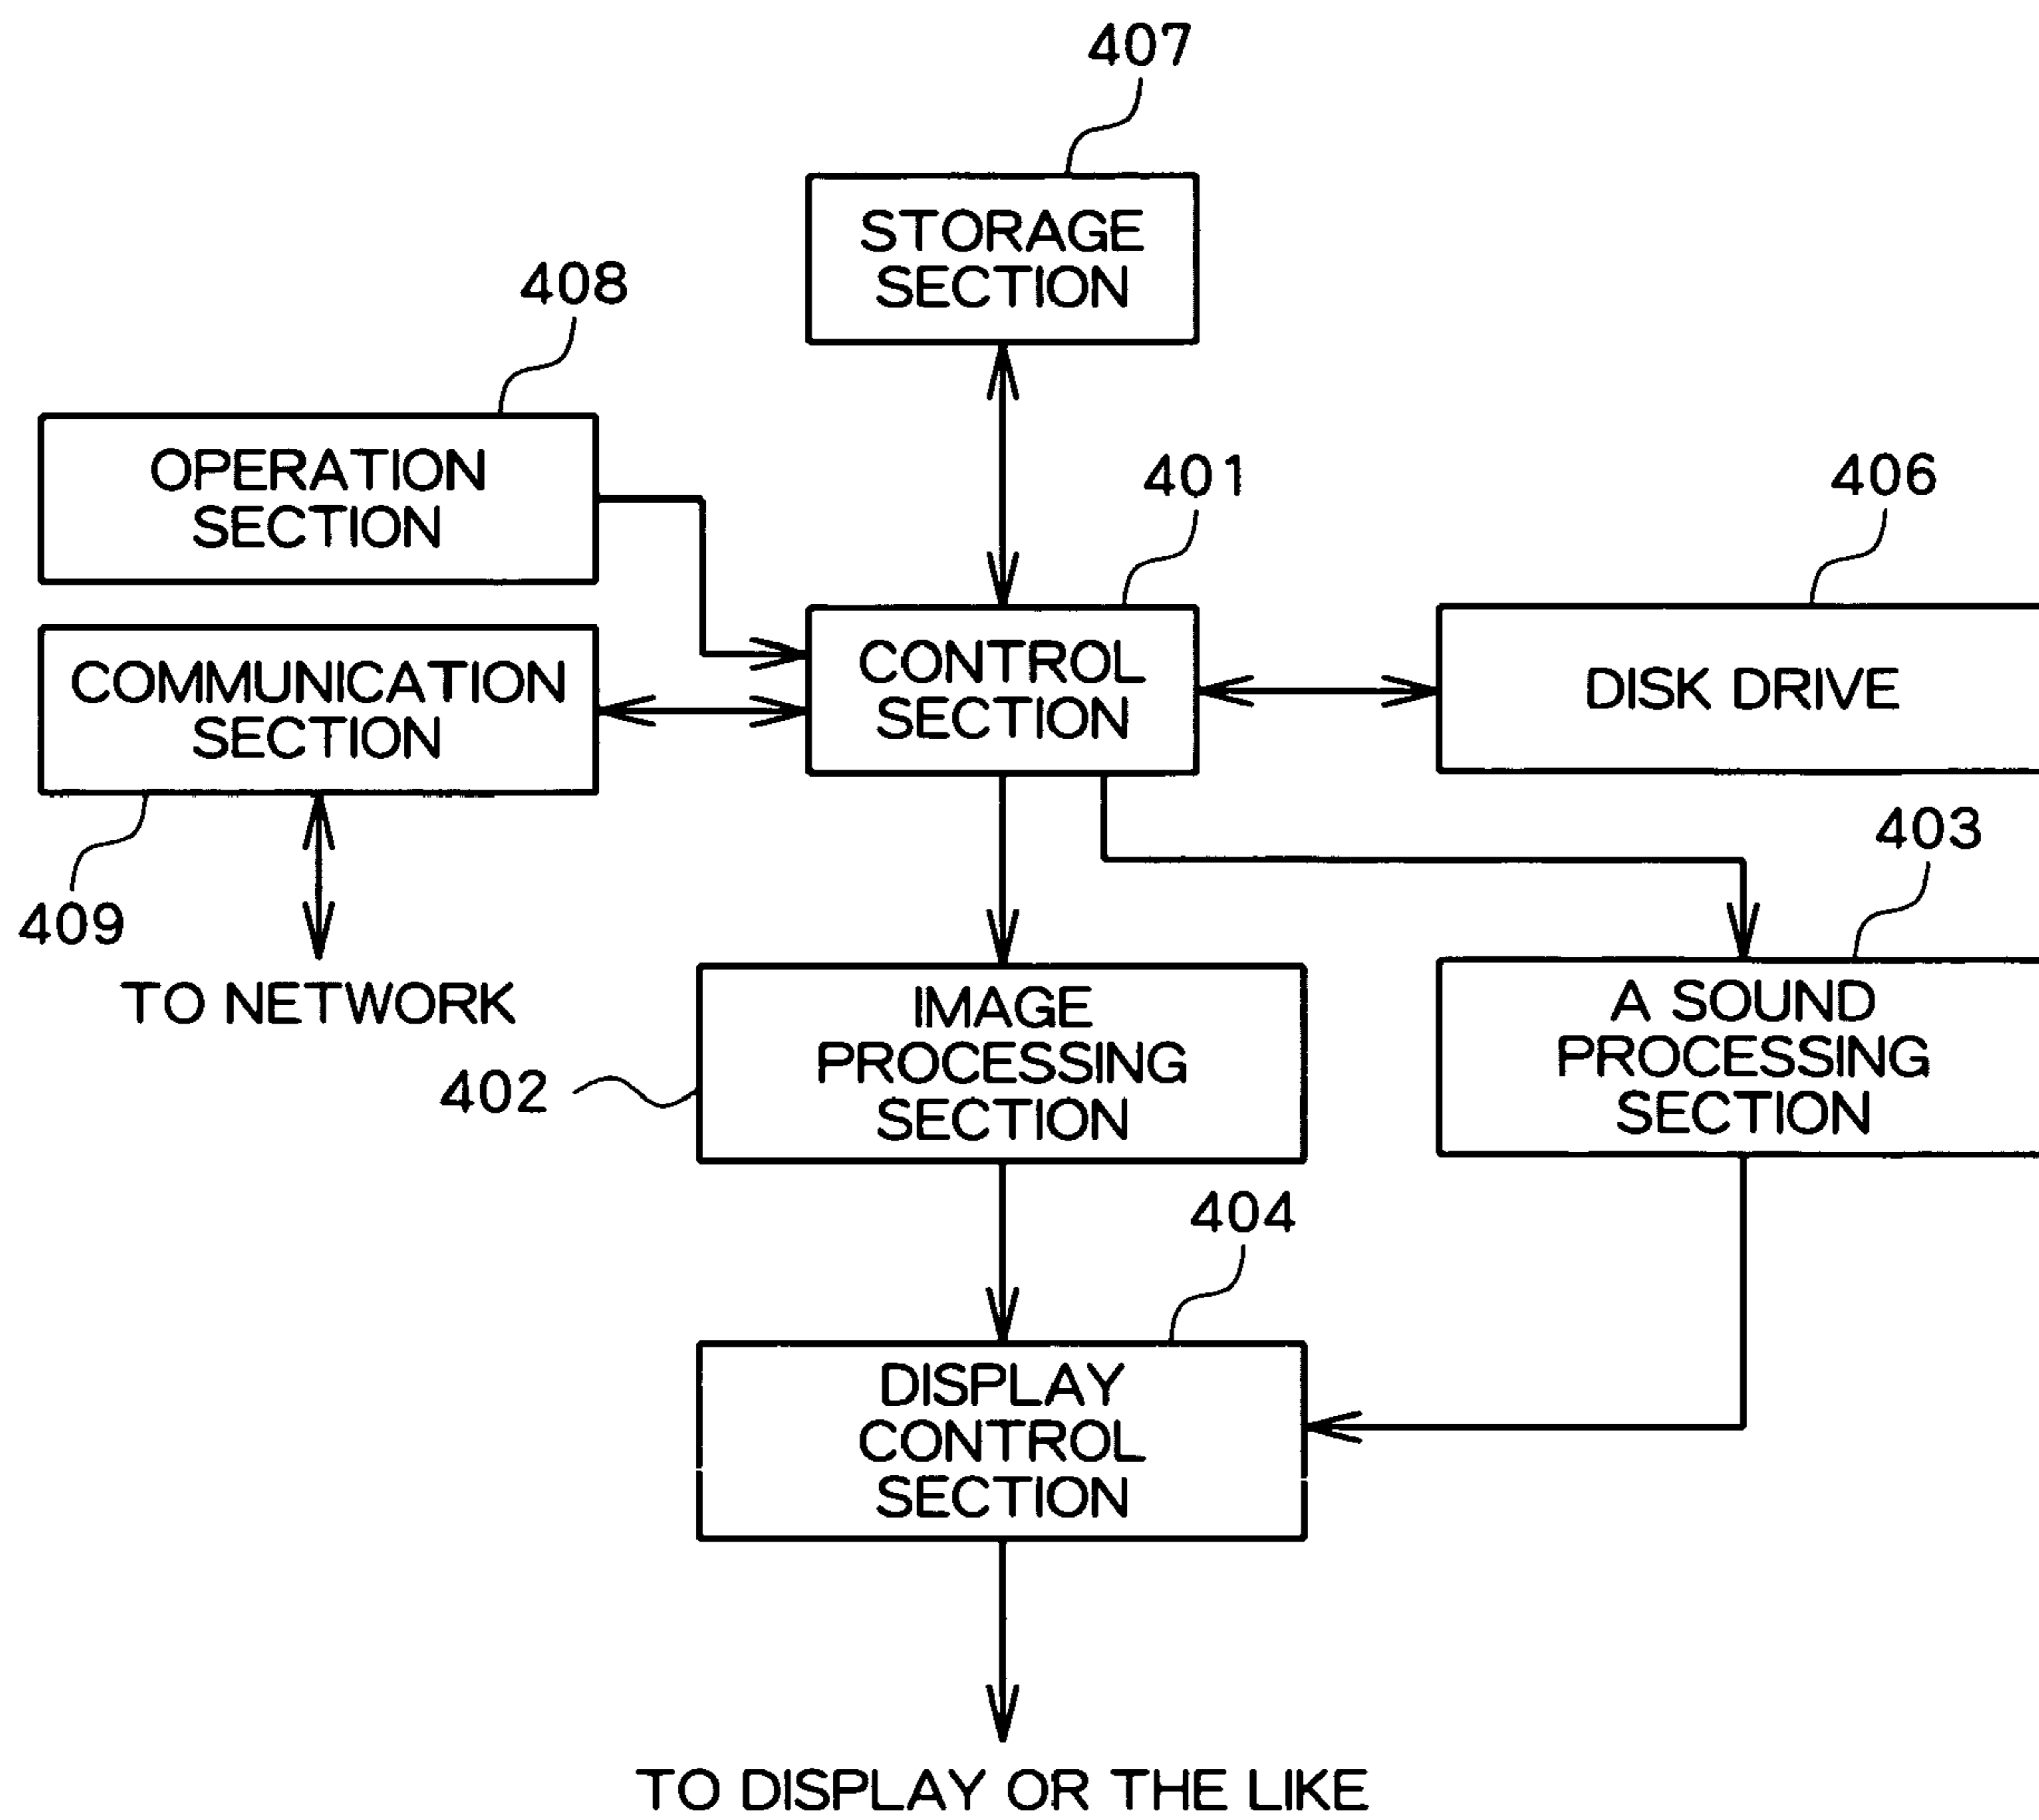 407
STORAGE
SECTION
408
OPERATION
SECTION
401
406
COMMUNICATION
SECTION
CONTROL
SECTION
DISK DRIVE
403
409
TO NETWORK
IMAGE
PROCESSING
SECTION
402
A SOUND
PROCESSING
SECTION
404
DISPLAY
CONTROL
SECTION
TO DISPLAY OR THE LIKE